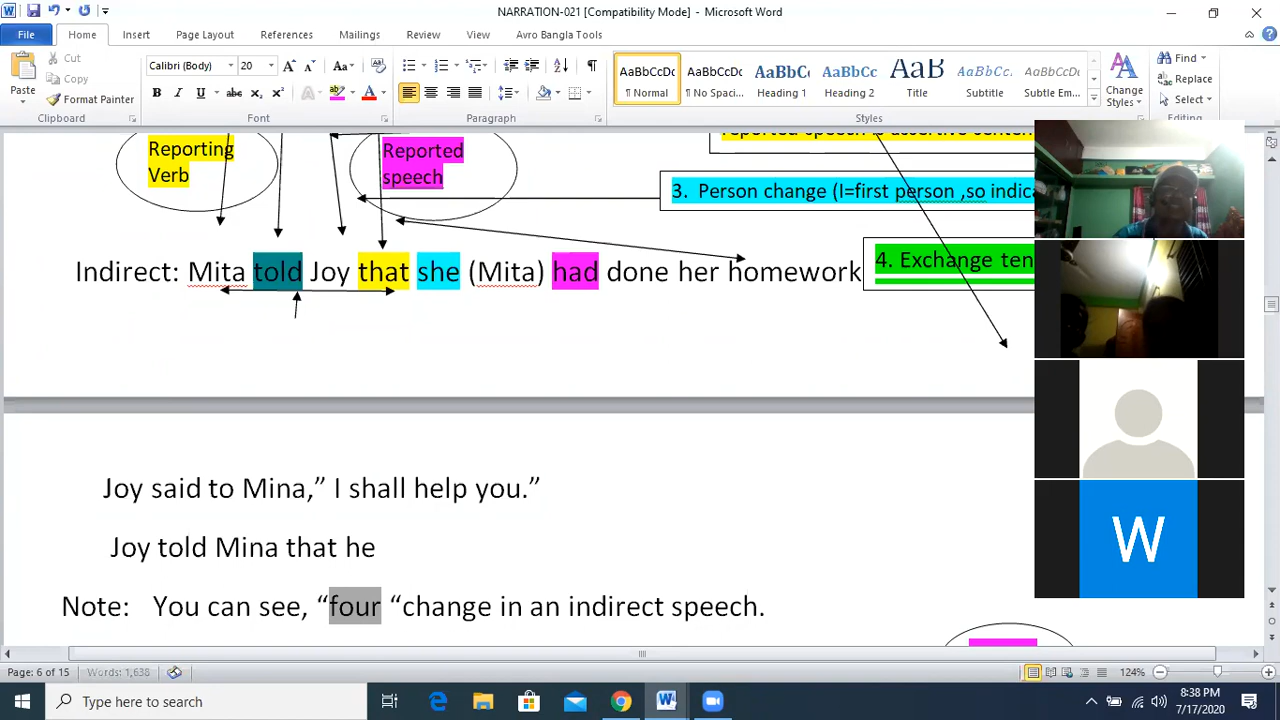 NARRATION-021 [Compatibility Mode] - Microsoft Word
File Home Insert Page Layout References Mailings Review View Avro Bangla Tools
Paste
Cut
Copy
Format Painter
Clipboard
Calibri (Body) 20
Font
Paragraph
AaBbCcDc AaBbCcDc AaBbC AaBbCc AaB AaBbCc. AaBbCcDc
¶ Normal ¶ No Spaci... Heading 1 Heading 2 Title Subtitle Subtle Em...
Styles
Change
Styles
Find
Replace
Select
Editing
Reporting
Verb
Reported
speech
reported speech
3. Person change (I=first person ,so indica
Indirect: Mita told Joy that she (Mita) had done her homework
4. Exchange ten
Joy said to Mina,” I shall help you.”
Joy told Mina that he
Note: You can see, “four “change in an indirect speech.
W
Page: 6 of 15 Words: 1,638
124%
Type here to search
8:38 PM
7/17/2020